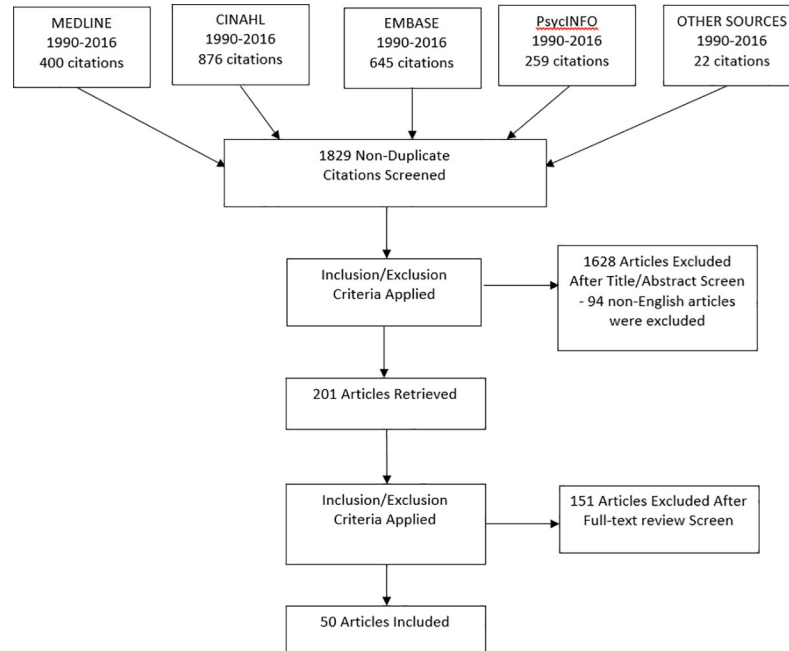 MEDLINE
1990-2016
400 citations
CINAHL
1990-2016
876 citations
EMBASE
1990-2016
645 citations
PsycINFO
1990-2016
259 citations
OTHER SOURCES
1990-2016
22 citations
1829 Non-Duplicate
Citations Screened
Inclusion/Exclusion
Criteria Applied
1628 Articles Excluded
After Title/Abstract Screen
- 94 non-English articles
were excluded
201 Articles Retrieved
Inclusion/Exclusion
Criteria Applied
151 Articles Excluded After
Full-text review Screen
50 Articles Included